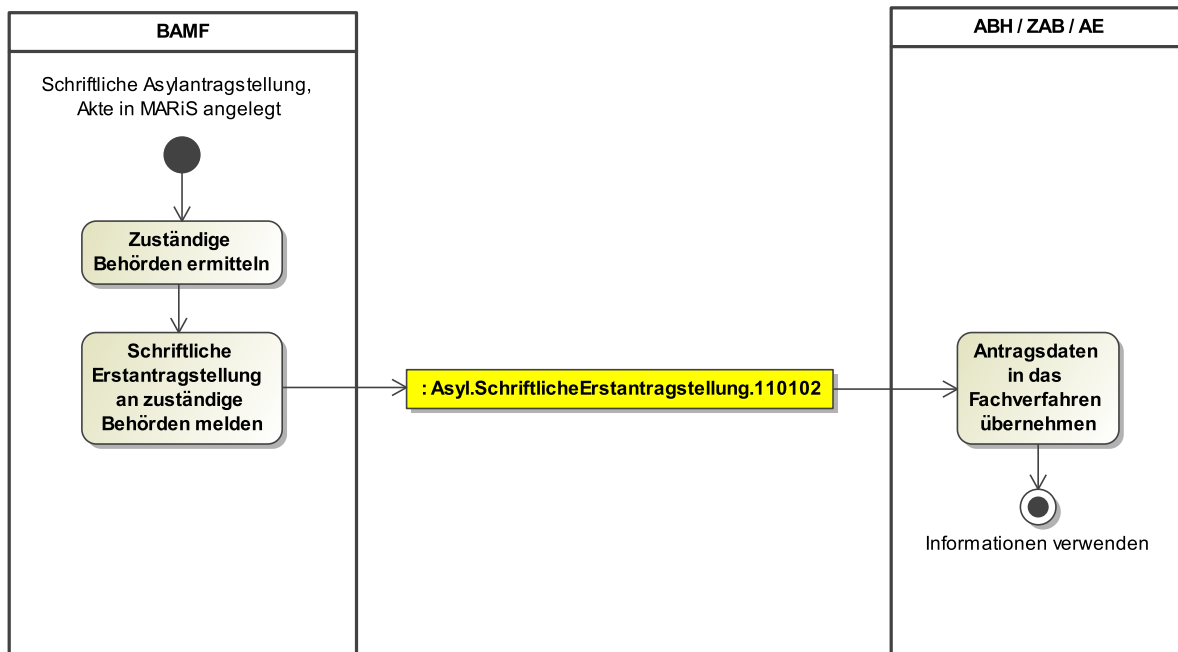 BAMF
ABH / ZAB / AE
Schriftliche Asylantragstellung,
Akte in MARiS angelegt
Zuständige
Behörden ermitteln
Schriftliche
Erstantragstellung
an zuständige
Behörden melden
: Asyl.SchriftlicheErstantragstellung.110102
Antragsdaten
in das
Fachverfahren
übernehmen
Informationen verwenden